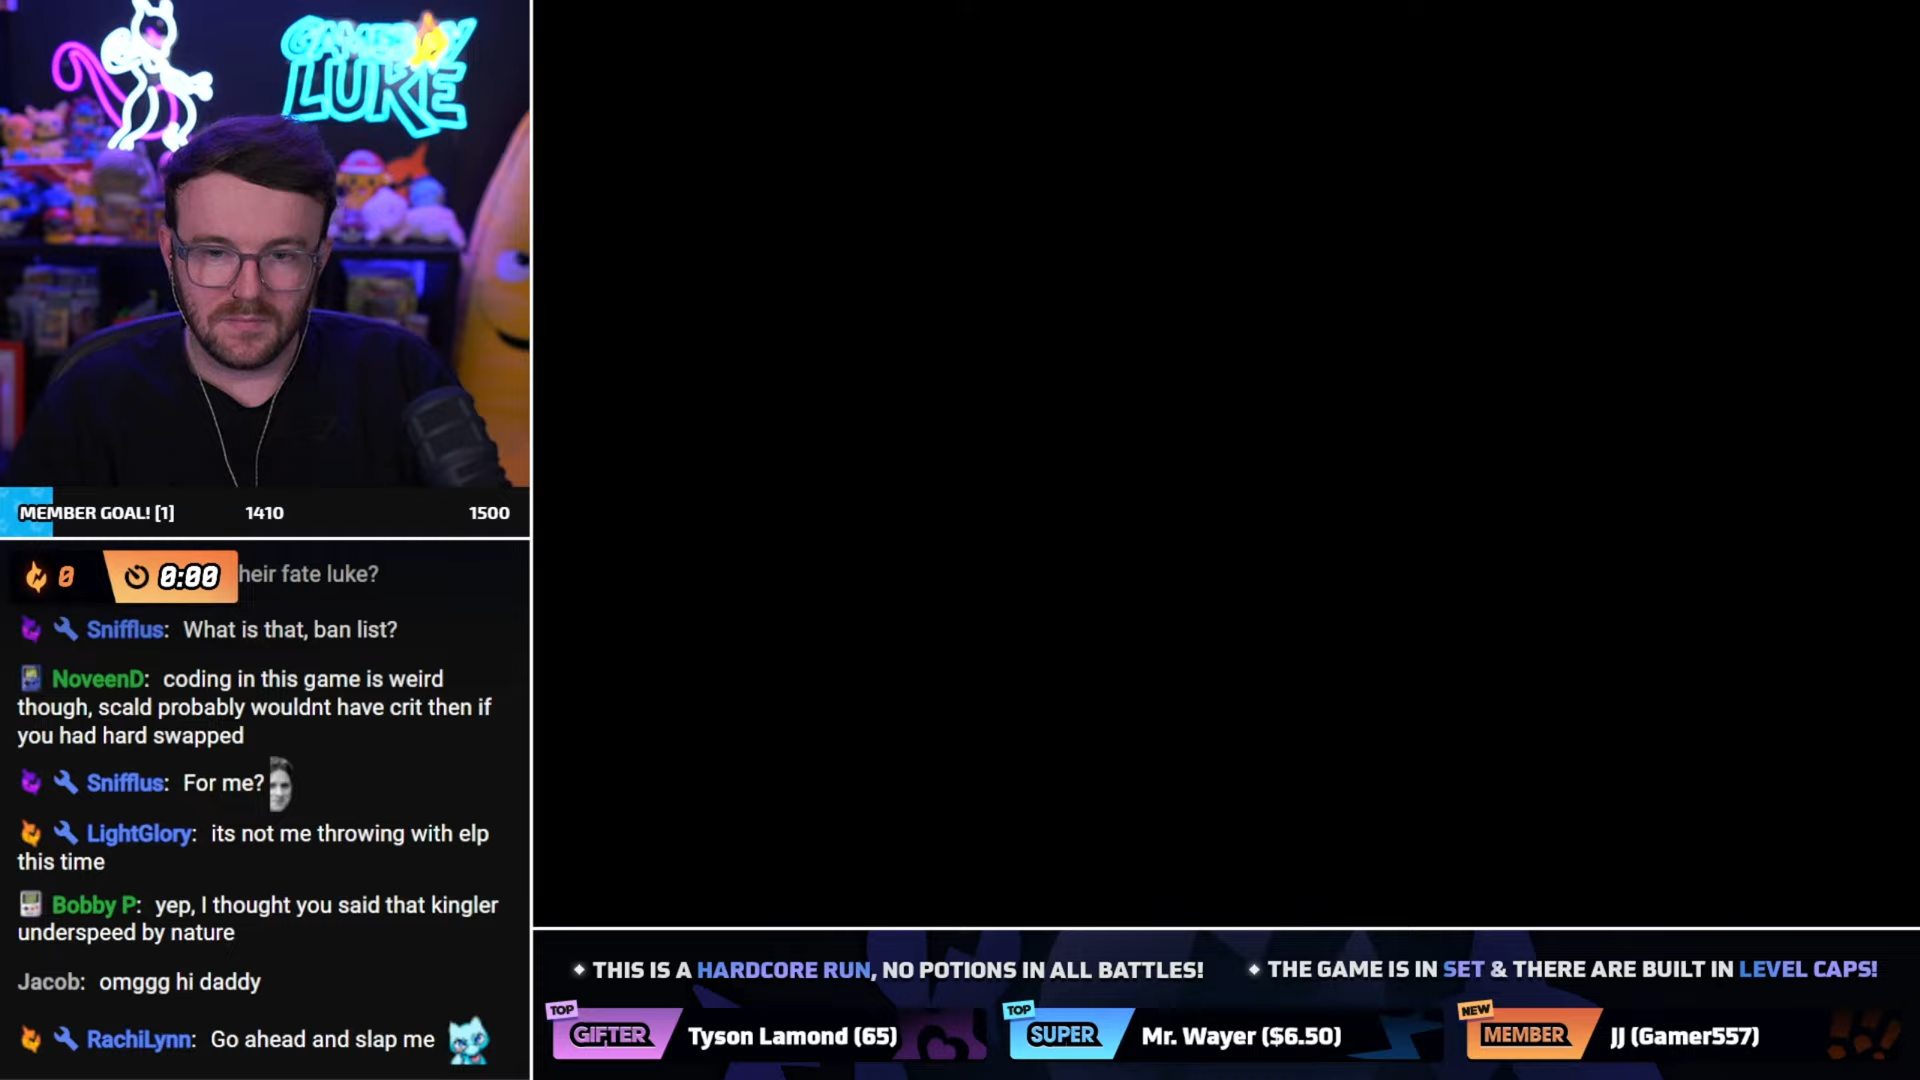 GAMEBOY
LUKE
MEMBER GOAL! [1] 1410 1500
0 0:00 heir fate luke?
Snifflus: What is that, ban list?
NoveenD: coding in this game is weird
though, scald probably wouldnt have crit then if
you had hard swapped
Snifflus: For me?
LightGlory: its not me throwing with elp
this time
Bobby P: yep, I thought you said that kingler
underspeed by nature
Jacob: omggg hi daddy
RachiLynn: Go ahead and slap me
THIS IS A HARDCORE RUN, NO POTIONS IN ALL BATTLES! THE GAME IS IN SET & THERE ARE BUILT IN LEVEL CAPS!
TOP GIFTER Tyson Lamond (65) TOP SUPER Mr. Wayer ($6.50) NEW MEMBER JJ (Gamer557)